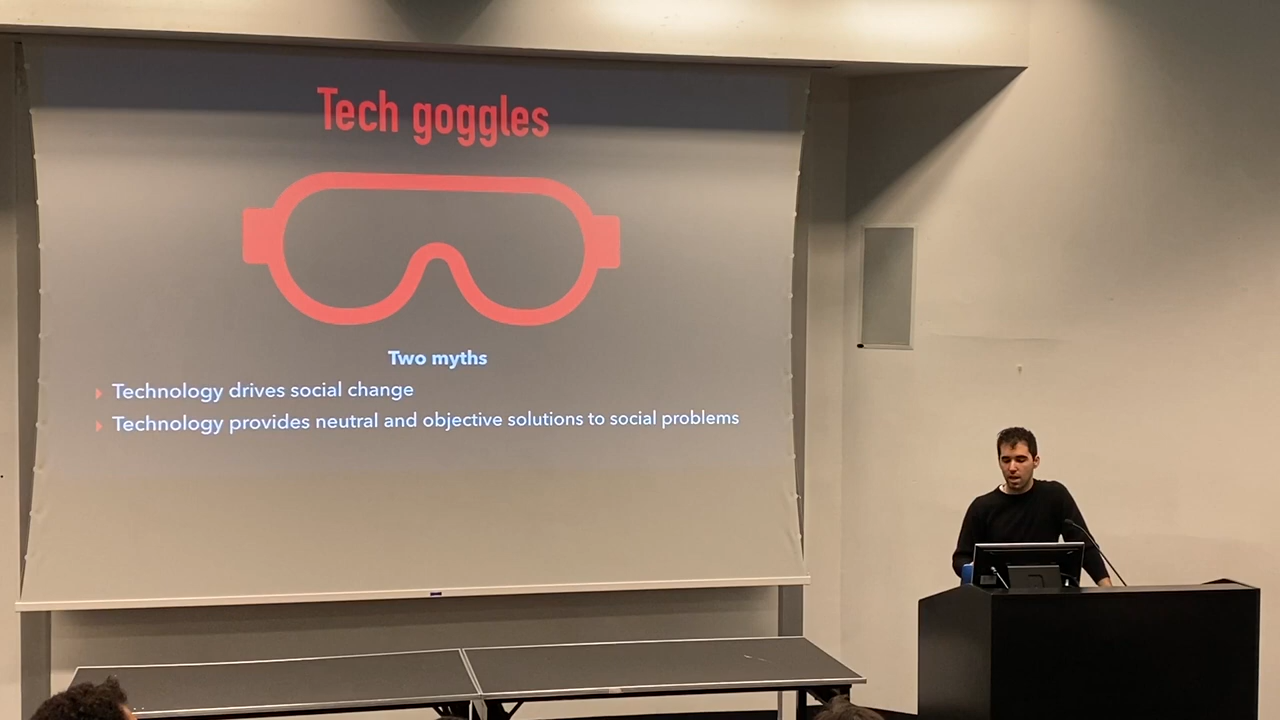 Tech goggles
Two myths
Technology drives social change
Technology provides neutral and objective solutions to social problems